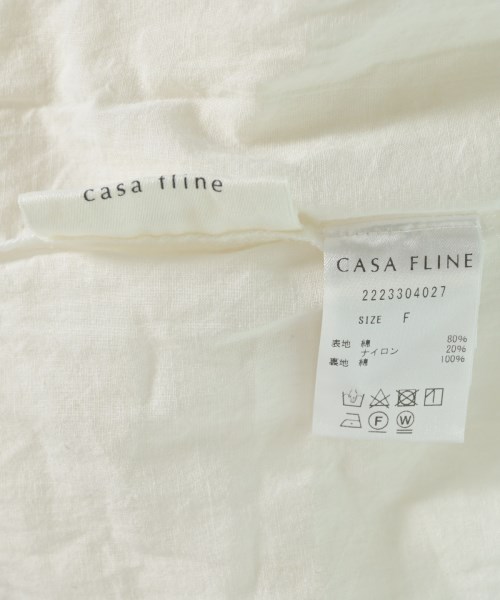 casa fline
CASA FLINE
2223304027
SIZE F
表地 綿 80%
ナイロン 20%
裏地 綿 100%
F W